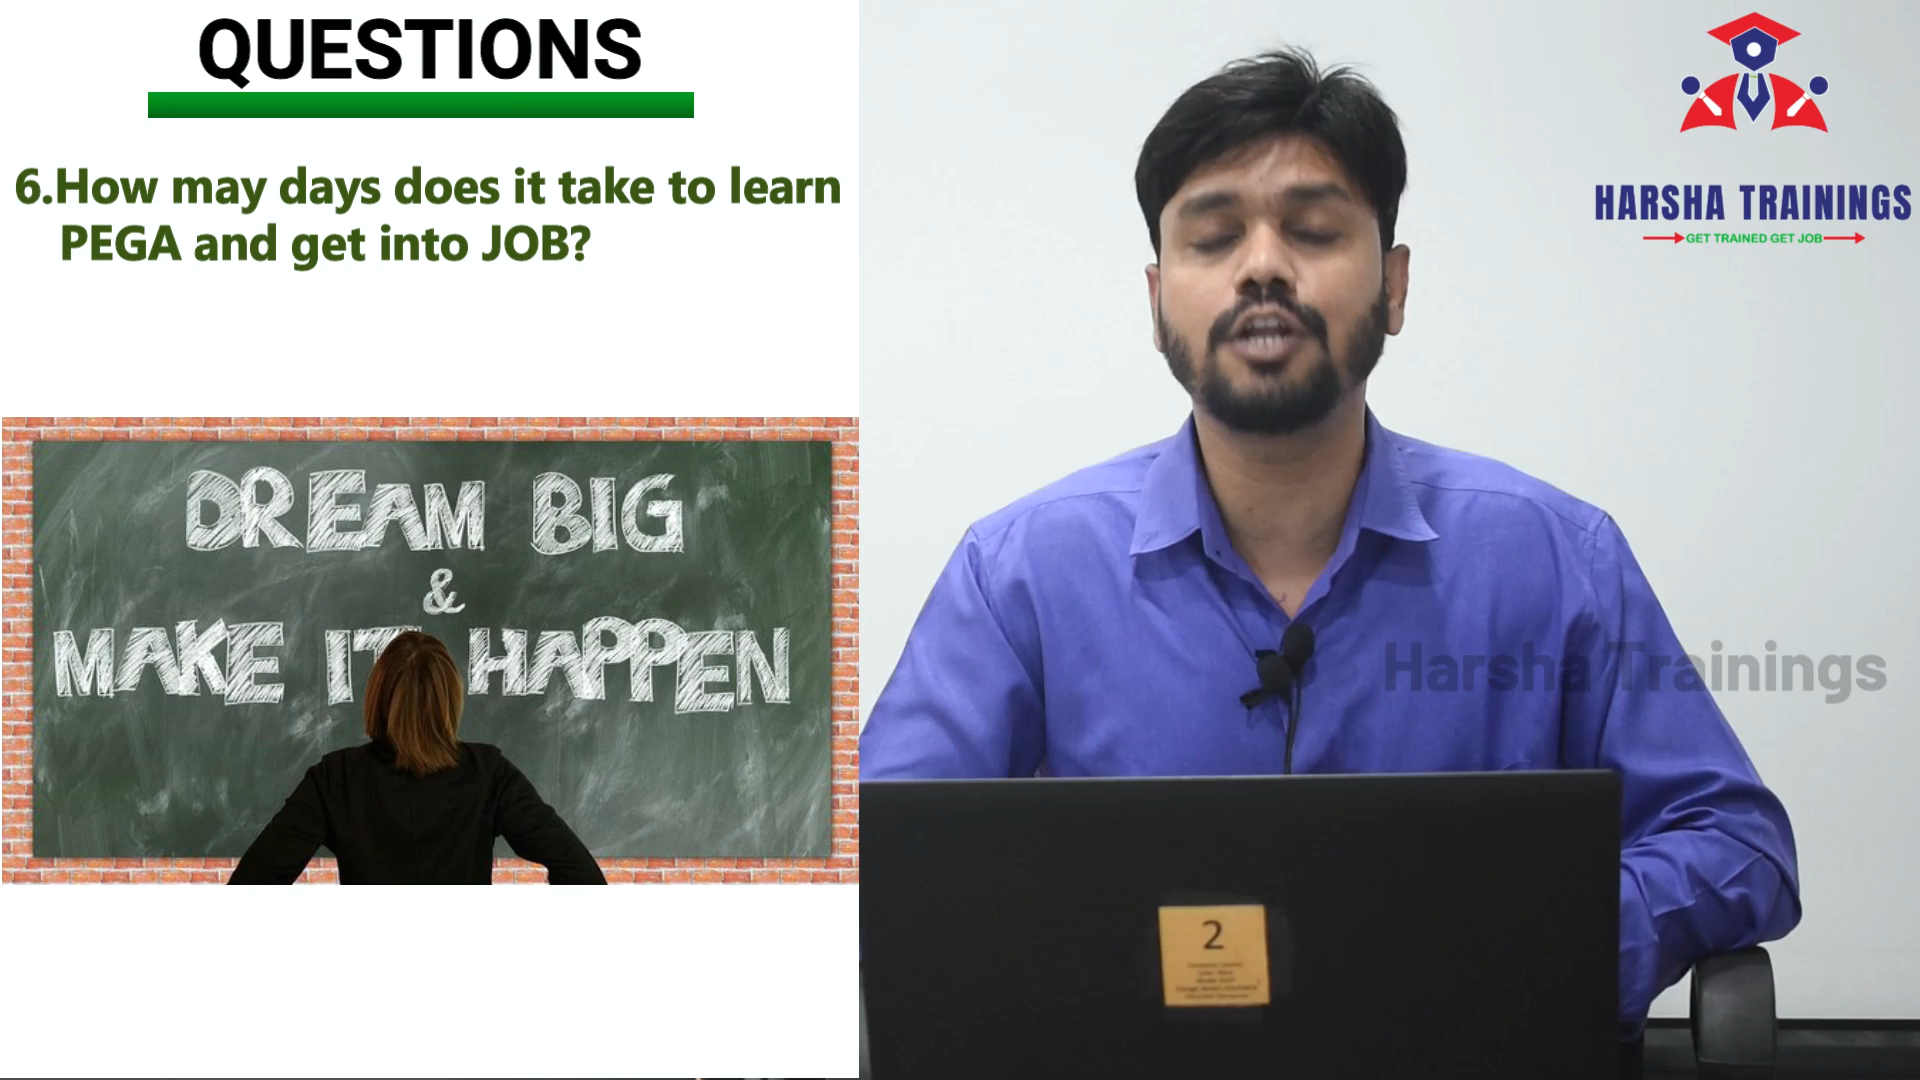 QUESTIONS
6.How may days does it take to learn
PEGA and get into JOB?
DREAM BIG
&
MAKE IT HAPPEN
HARSHA TRAININGS
GET TRAINED GET JOB
Harsha Trainings
2